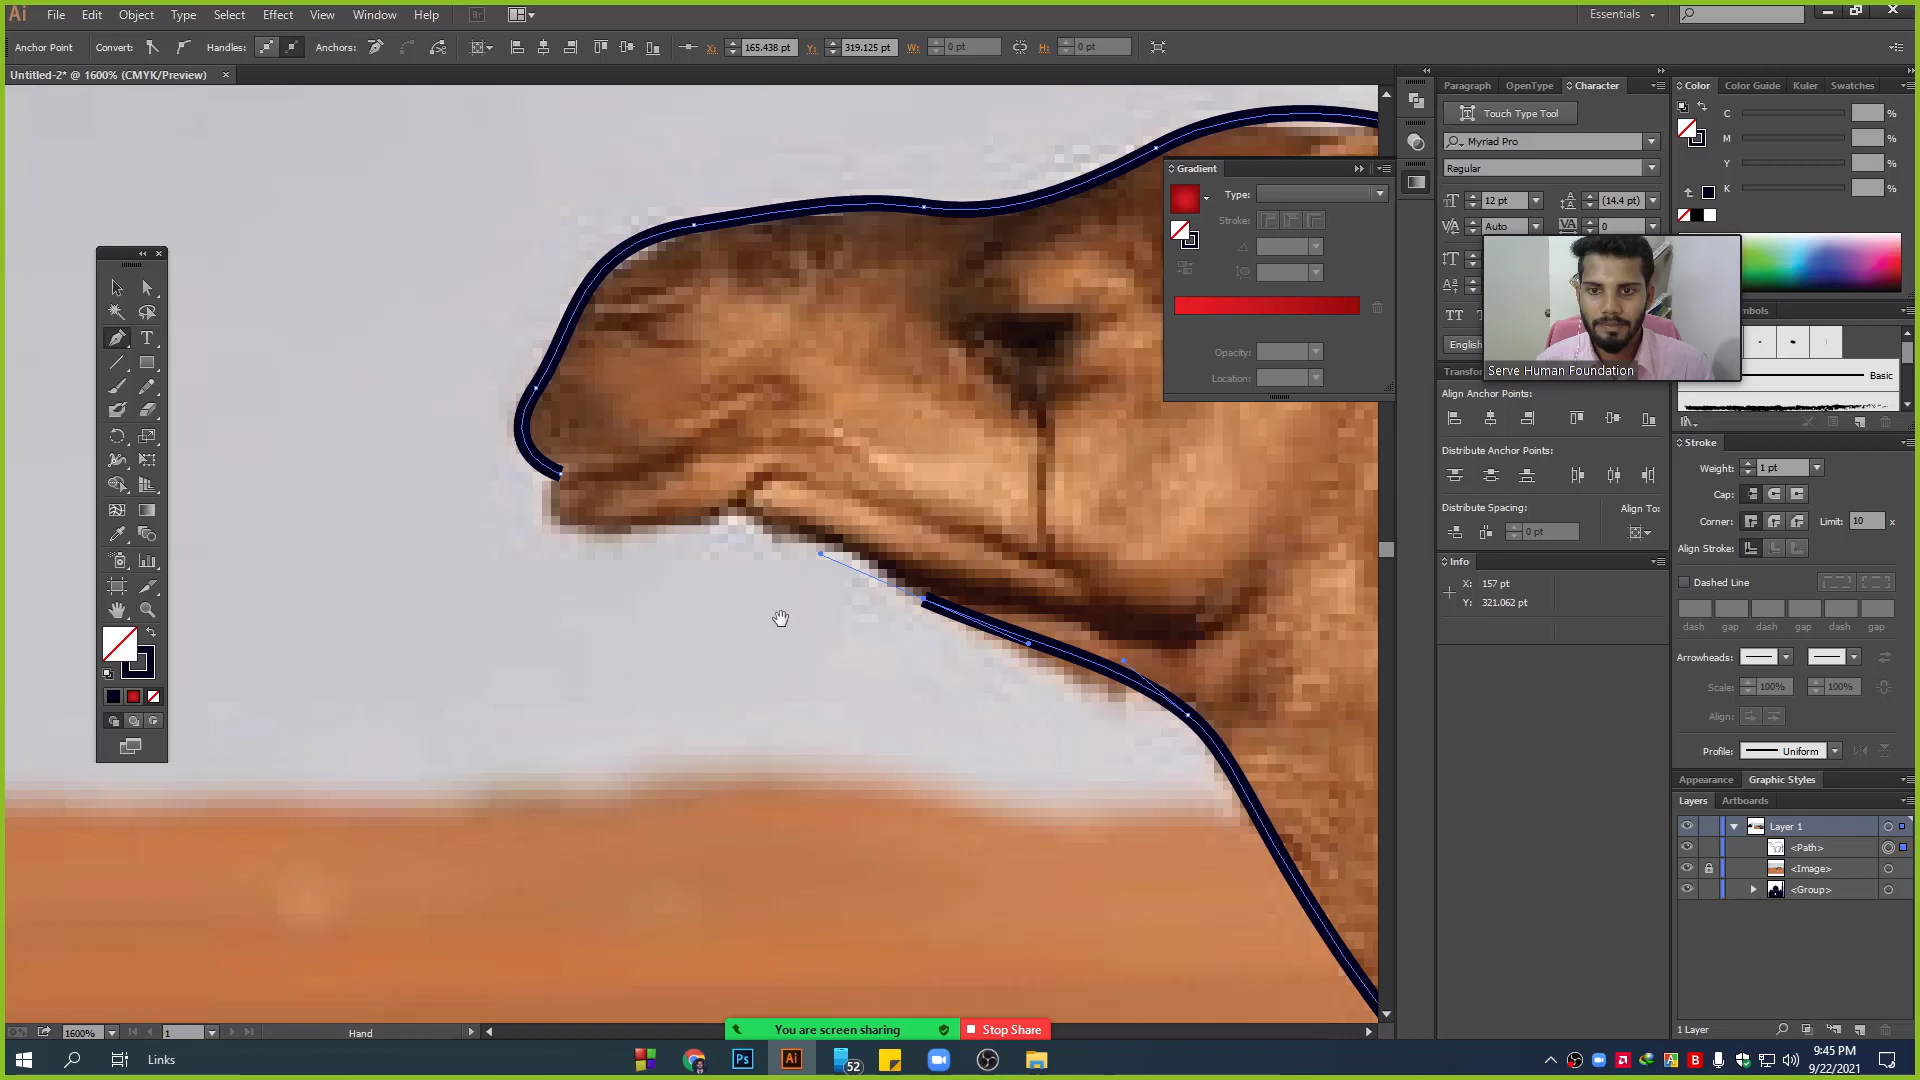 Ai File Edit Object Type Select Effect View Window Help Br Essentials
Anchor Point Convert: Handles: Anchors: X: 165.438 pt Y: 319.125 pt W: 0 pt H: 0 pt
Untitled-2* @ 1600% (CMYK/Preview)
Paragraph OpenType Character
Touch Type Tool
Myriad Pro
Regular
12 pt (14.4 pt)
Auto 0
TT
English
Color Color Guide Kuler Swatches
C %
M %
Y %
K %
Gradient
Type:
Stroke:
Opacity:
Location:
Serve Human Foundation
Basic
Align Anchor Points:
Distribute Anchor Points:
Distribute Spacing: Align To:
0 pt
Info
X: 157 pt
Y: 321.062 pt
Stroke
Weight: 1 pt
Cap:
Corner: Limit: 10 x
Align Stroke:
Dashed Line
dash gap dash gap dash gap
Arrowheads:
Scale: 100% 100%
Align:
Profile: Uniform
Appearance Graphic Styles
Layers Artboards
Layer 1
<Path>
<Image>
<Group>
1 Layer
1600% 1 Hand
You are screen sharing Stop Share
Links Ps Ai 52
9:45 PM
9/22/2021